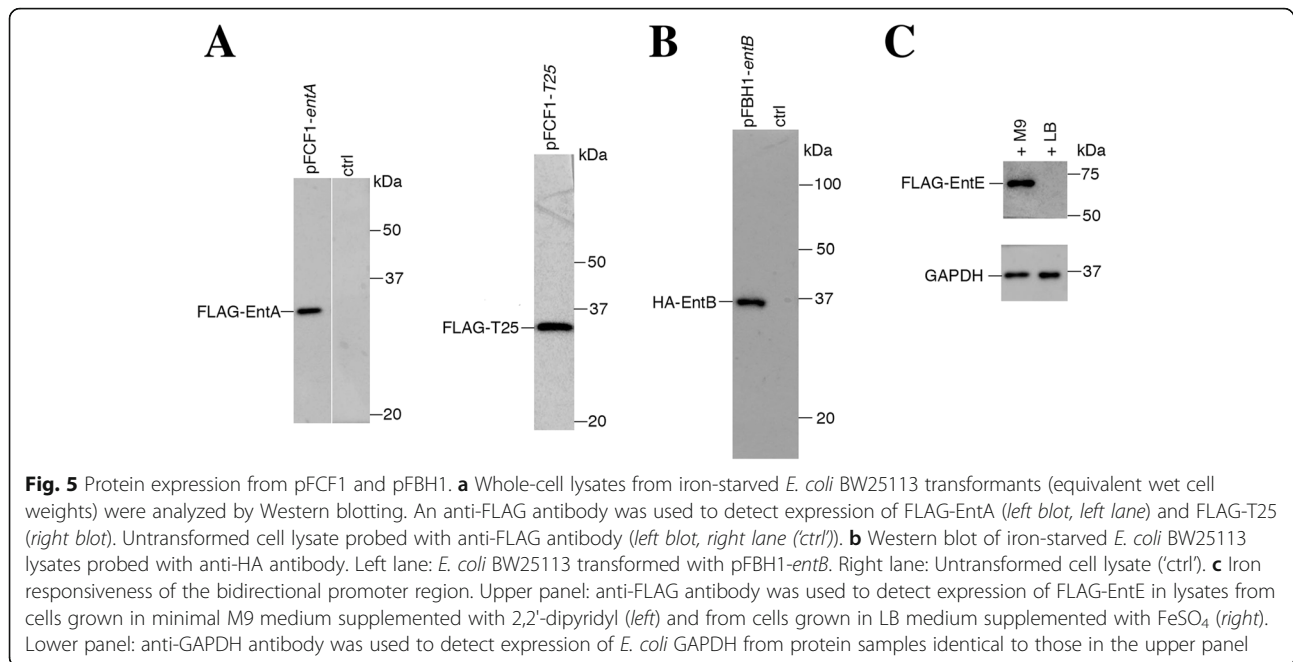 A
B
C
pFCF1-entA
ctrl
kDa
50
37
FLAG-EntA
20
pFCF1-T25
kDa
50
37
FLAG-T25
20
pFBH1-entB
ctrl
kDa
100
50
37
HA-EntB
20
+ M9
+ LB
kDa
FLAG-EntE
75
50
GAPDH
37
Fig. 5 Protein expression from pFCF1 and pFBH1. a Whole-cell lysates from iron-starved E. coli BW25113 transformants (equivalent wet cell
weights) were analyzed by Western blotting. An anti-FLAG antibody was used to detect expression of FLAG-EntA (left blot, left lane) and FLAG-T25
(right blot). Untransformed cell lysate probed with anti-FLAG antibody (left blot, right lane (‘ctrl’)). b Western blot of iron-starved E. coli BW25113
lysates probed with anti-HA antibody. Left lane: E. coli BW25113 transformed with pFBH1-entB. Right lane: Untransformed cell lysate (‘ctrl’). c Iron
responsiveness of the bidirectional promoter region. Upper panel: anti-FLAG antibody was used to detect expression of FLAG-EntE in lysates from
cells grown in minimal M9 medium supplemented with 2,2'-dipyridyl (left) and from cells grown in LB medium supplemented with FeSO₄ (right).
Lower panel: anti-GAPDH antibody was used to detect expression of E. coli GAPDH from protein samples identical to those in the upper panel